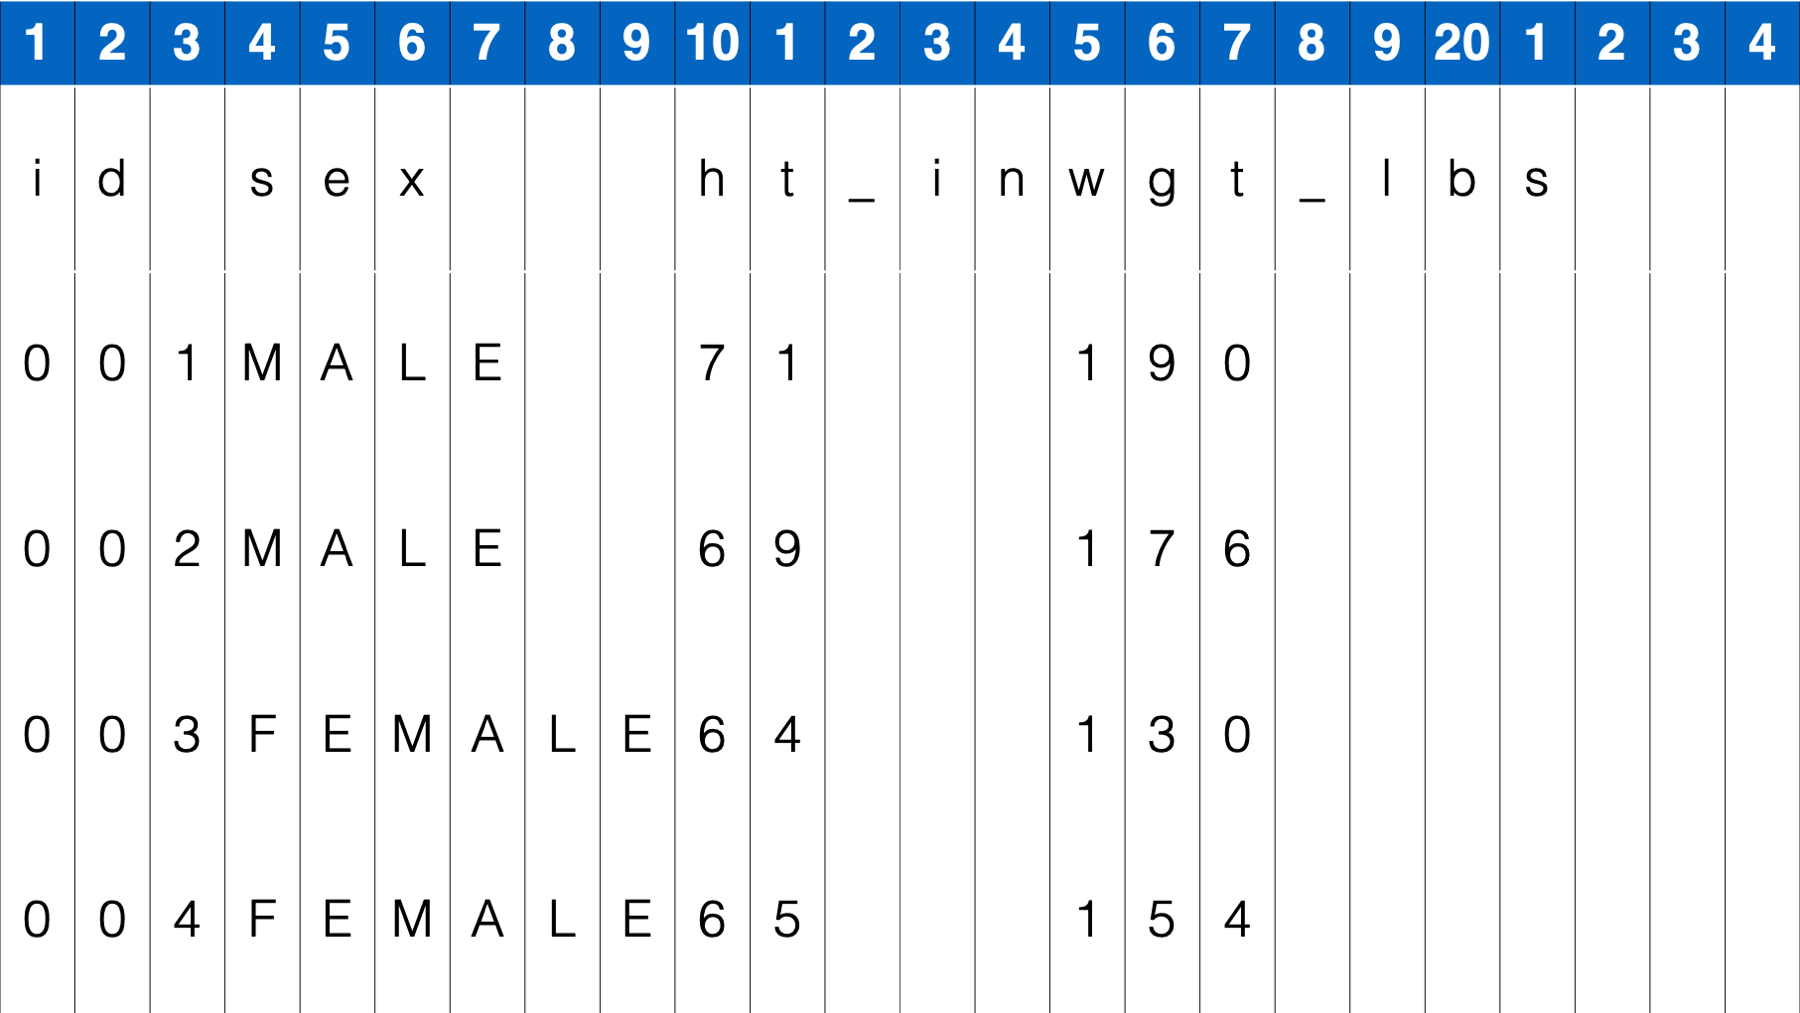 1 2 3 4 5 6 7 8 9 10 1 2 3 4 5 6 7 8 9 20 1 2 3 4
i d   s e x       h t _ i n w g t _ l b s
0 0 1 M A L E     7 1       1 9 0
0 0 2 M A L E     6 9       1 7 6
0 0 3 F E M A L E 6 4       1 3 0
0 0 4 F E M A L E 6 5       1 5 4